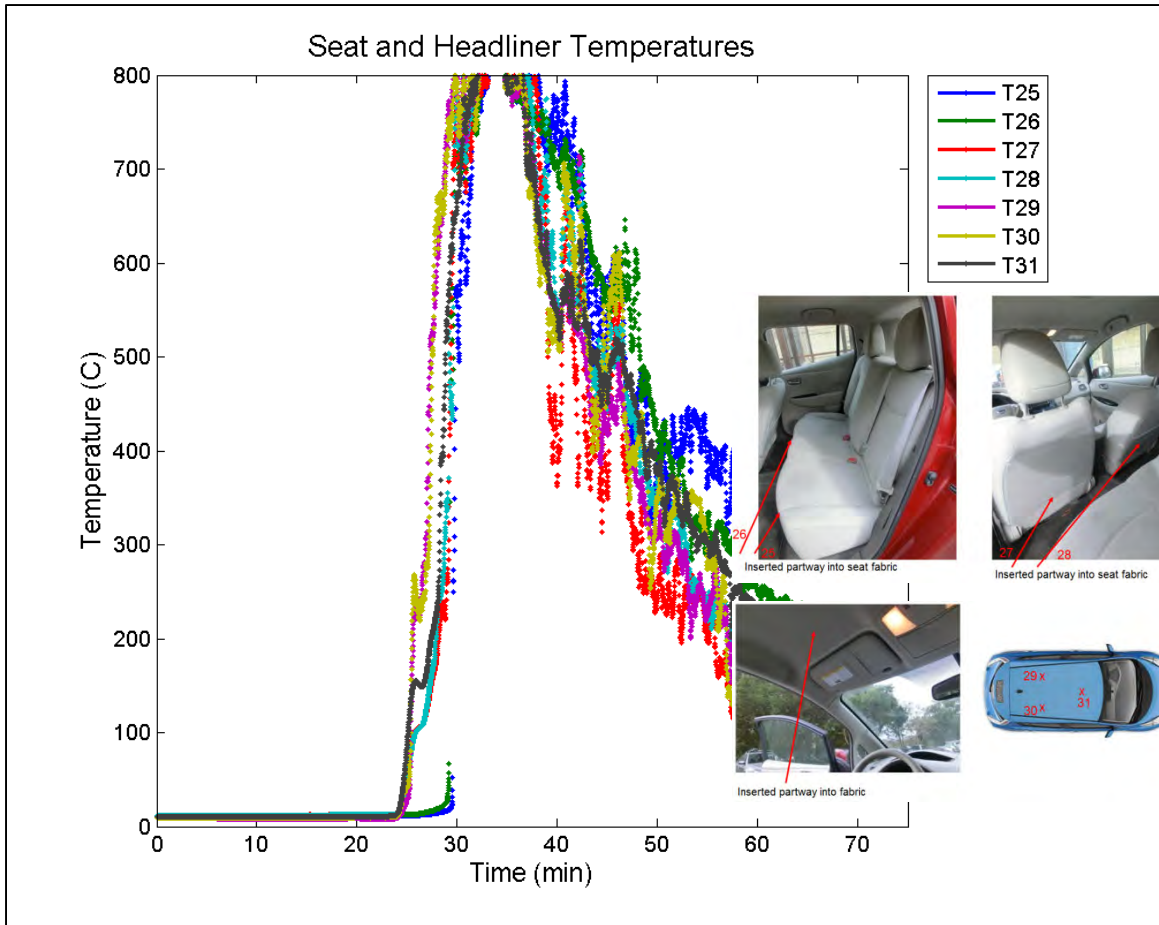 Seat and Headliner Temperatures
800
700
600
500
400
300
200
100
0
Temperature (C)
0 10 20 30 40 50 60 70
Time (min)
T25
T26
T27
T28
T29
T30
T31
26
Inserted partway into seat fabric
27 28
Inserted partway into seat fabric
Inserted partway into fabric
29 x
x
31
30 x